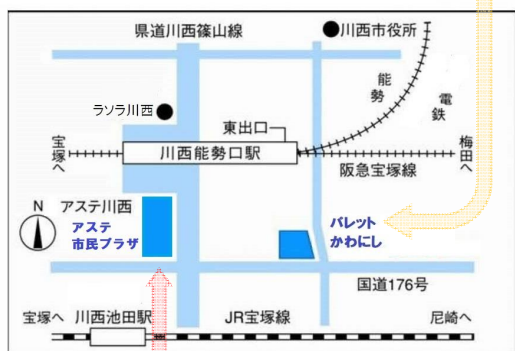 県道川西篠山線
川西市役所
能勢
電鉄
ラソラ川西
東出口
宝塚へ
川西能勢口駅
阪急宝塚線
梅田へ
N
アステ川西
アステ
市民プラザ
パレット
かわにし
国道176号
宝塚へ
川西池田駅
JR宝塚線
尼崎へ